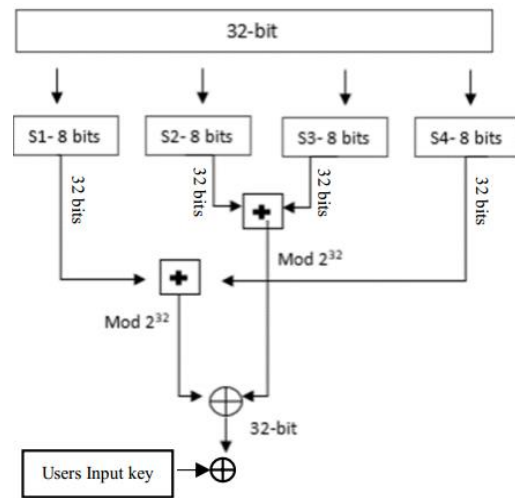 32-bit
S1- 8 bits
S2- 8 bits
S3- 8 bits
S4- 8 bits
32 bits
32 bits
32 bits
32 bits
+
Mod 2³²
+
Mod 2³²
32-bit
Users Input key